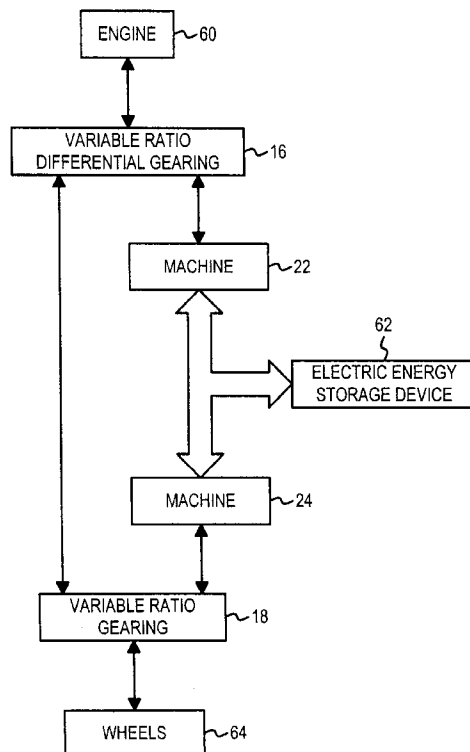 ENGINE
60
VARIABLE RATIO
DIFFERENTIAL GEARING
16
MACHINE
22
62
ELECTRIC ENERGY
STORAGE DEVICE
MACHINE
24
VARIABLE RATIO
GEARING
18
WHEELS
64